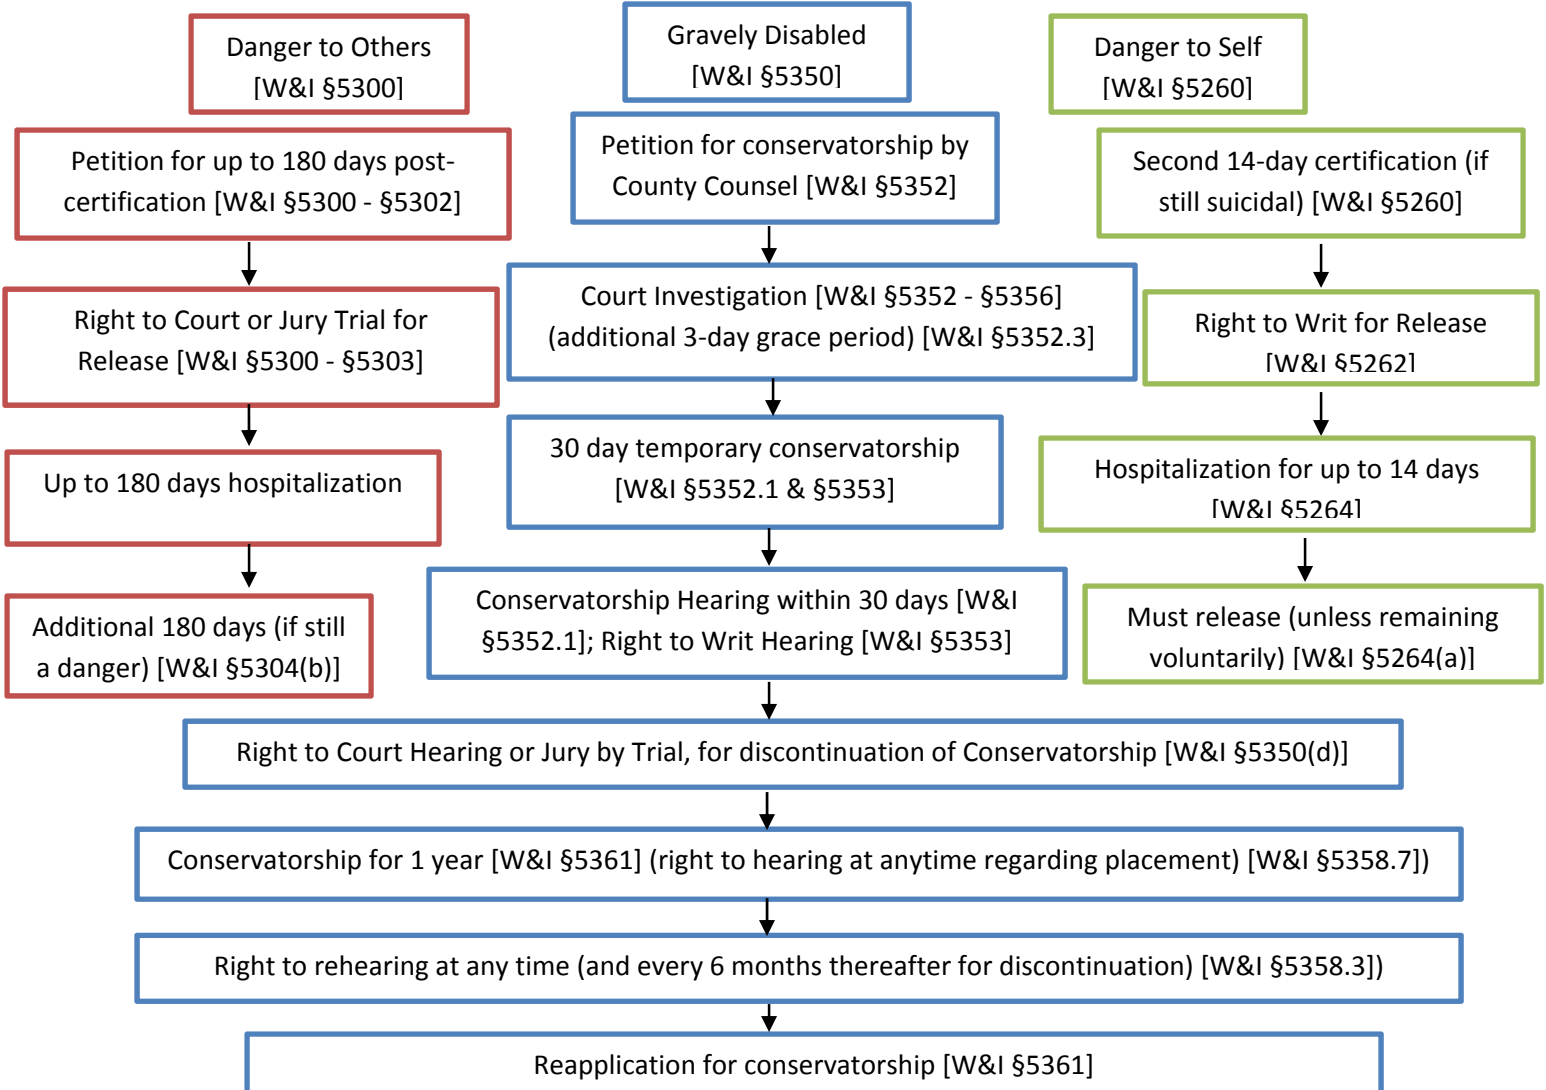 Danger to Others
[W&I §5300]
Gravely Disabled
[W&I §5350]
Danger to Self
[W&I §5260]
Petition for up to 180 days post-
certification [W&I §5300 - §5302]
Petition for conservatorship by
County Counsel [W&I §5352]
Second 14-day certification (if
still suicidal) [W&I §5260]
Right to Court or Jury Trial for
Release [W&I §5300 - §5303]
Court Investigation [W&I §5352 - §5356]
(additional 3-day grace period) [W&I §5352.3]
Right to Writ for Release
[W&I §5262]
Up to 180 days hospitalization
30 day temporary conservatorship
[W&I §5352.1 & §5353]
Hospitalization for up to 14 days
[W&I §5264]
Additional 180 days (if still
a danger) [W&I §5304(b)]
Conservatorship Hearing within 30 days [W&I
§5352.1]; Right to Writ Hearing [W&I §5353]
Must release (unless remaining
voluntarily) [W&I §5264(a)]
Right to Court Hearing or Jury by Trial, for discontinuation of Conservatorship [W&I §5350(d)]
Conservatorship for 1 year [W&I §5361] (right to hearing at anytime regarding placement) [W&I §5358.7])
Right to rehearing at any time (and every 6 months thereafter for discontinuation) [W&I §5358.3])
Reapplication for conservatorship [W&I §5361]